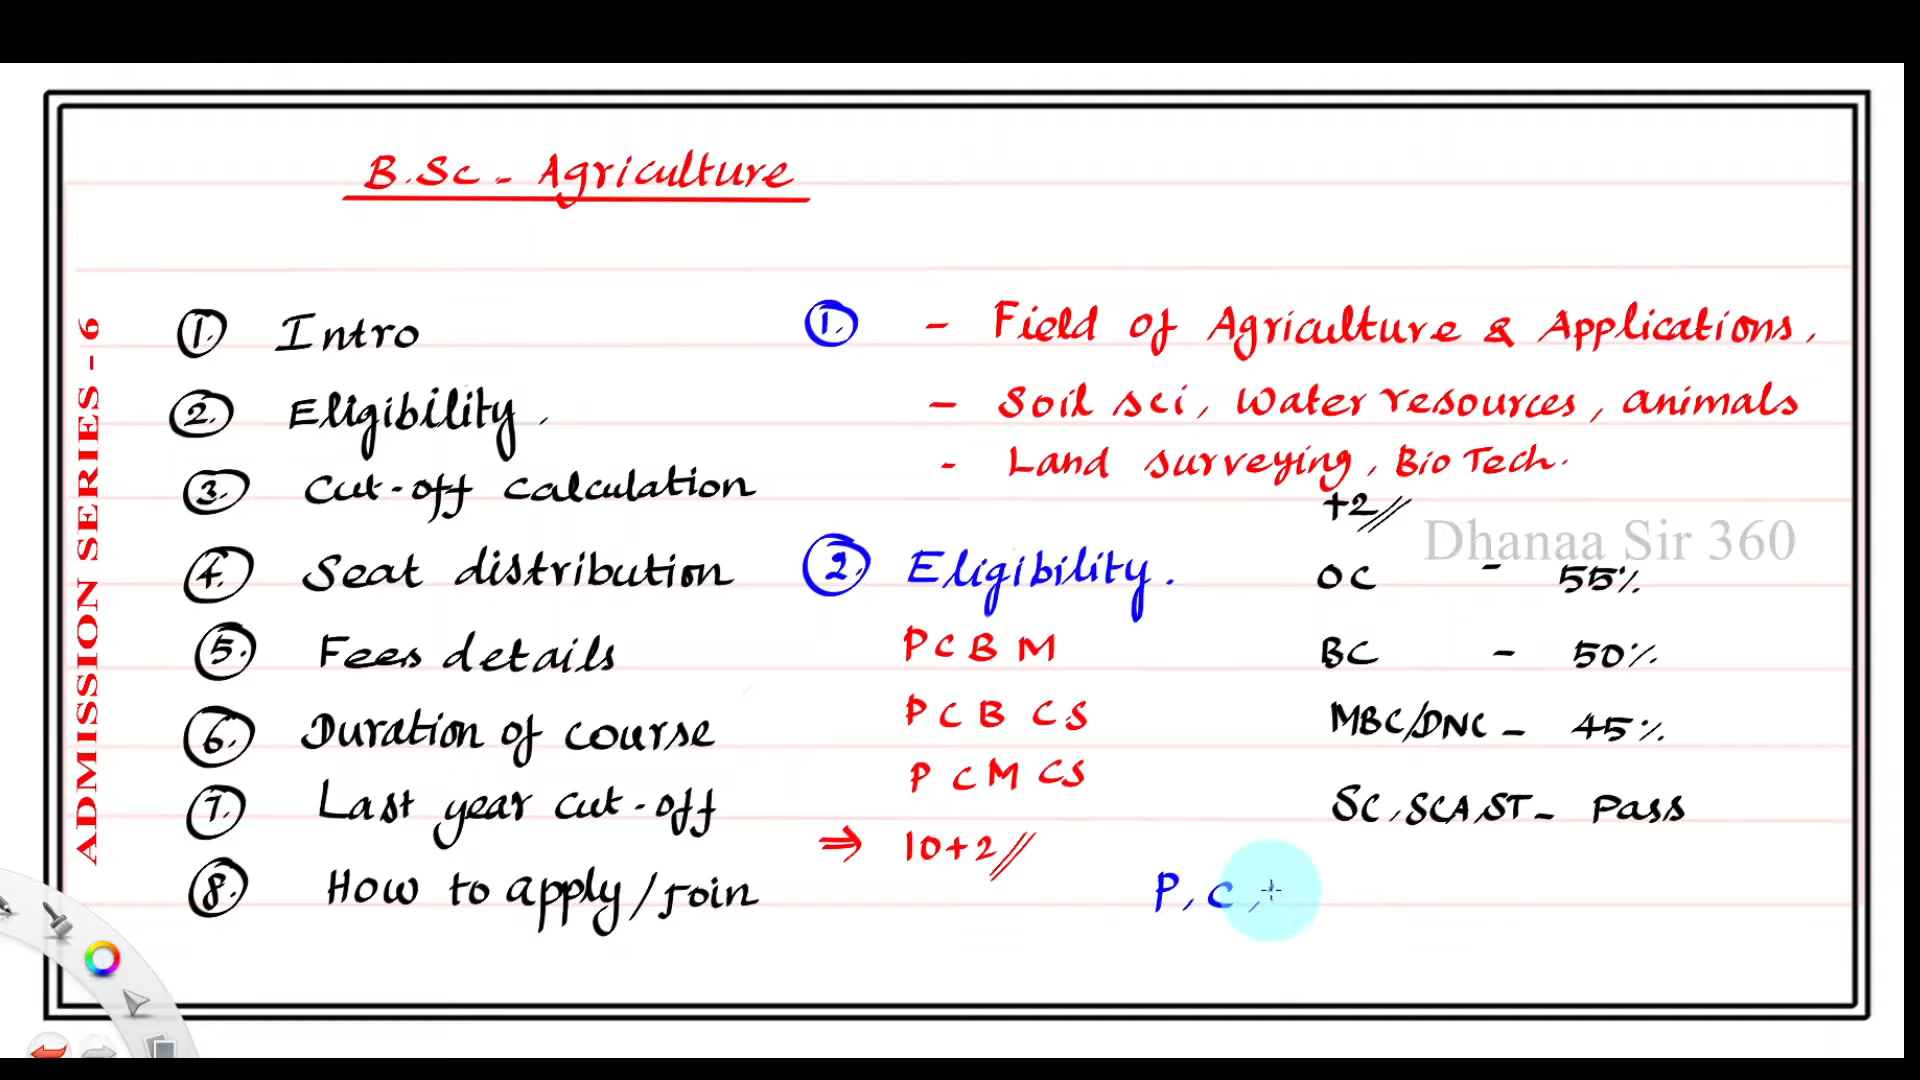 B.Sc - Agriculture
ADMISSION SERIES - 6
1. Intro
2. Eligibility.
3. Cut-off calculation
4. Seat distribution
5. Fees details
6. Duration of course
7. Last year cut-off
8. How to apply/Join
1. - Field of Agriculture & Applications,
- Soil sci, Water resources, animals
- Land surveying, Bio Tech.
2. Eligibility.
P C B M
P C B CS
P C M CS
⇒ 10+2//
+2//
Dhanaa Sir 360
OC - 55%
BC - 50%
MBC/DNC - 45%
SC, SCA, ST - Pass
P, C,